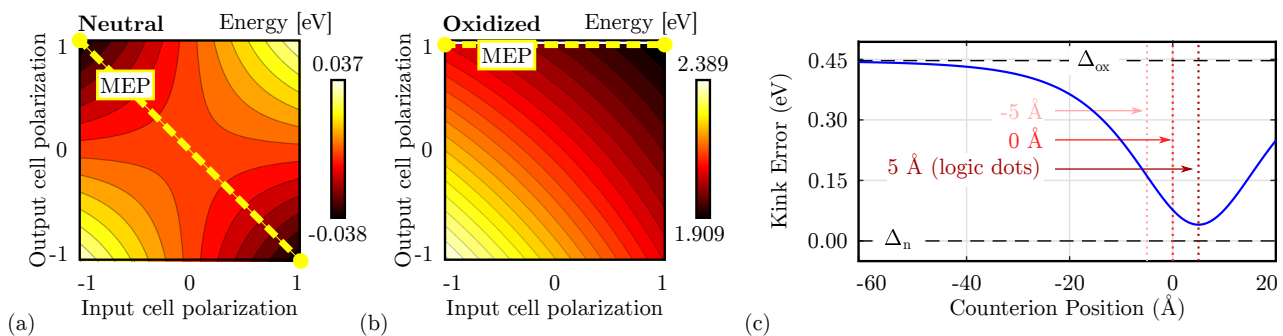 Neutral Energy [eV]
Output cell polarization
1
0
-1
MEP
0.037
-0.038
-1 0 1
Input cell polarization
(a)
Oxidized Energy [eV]
Output cell polarization
1
0
-1
MEP
2.389
1.909
-1 0 1
Input cell polarization
(b)
Kink Error (eV)
0.45
0.30
0.15
0.00
Δox
-5 Å
0 Å
5 Å (logic dots)
Δn
-60 -40 -20 0 20
Counterion Position (Å)
(c)